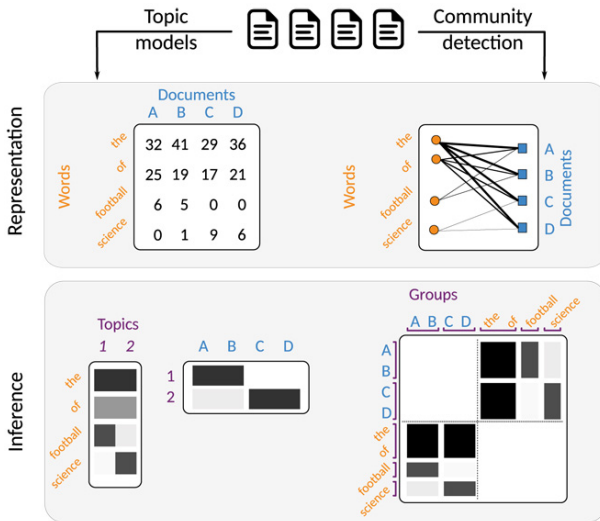 Topic
models
Community
detection
Representation
Documents
A B C D
Words
the 32 41 29 36
of 25 19 17 21
football 6 5 0 0
science 0 1 9 6
Words
the
of
football
science
A
B
C
D
Documents
Inference
Topics
1 2
the
of
football
science
A B C D
1
2
Groups
A B C D the of football science
A
B
C
D
the
of
football
science